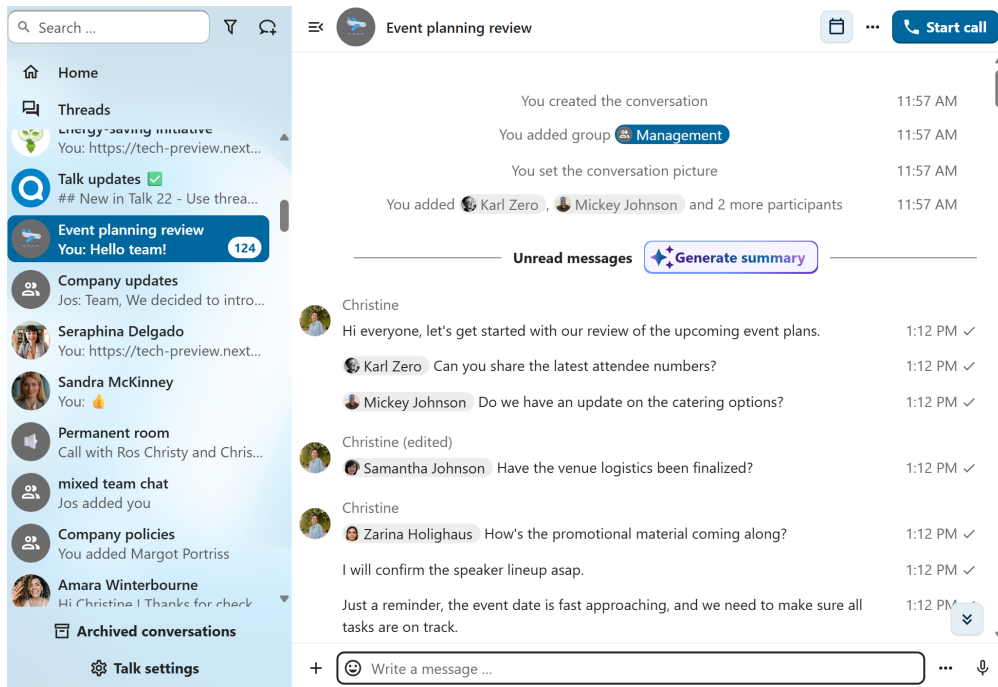 Search ...
Home
Threads
Energy-saving initiative
You: https://tech-preview.next...
Talk updates ✅
## New in Talk 22 - Use threa...
Event planning review
You: Hello team!
124
Company updates
Jos: Team, We decided to intro...
Seraphina Delgado
You: https://tech-preview.next...
Sandra McKinney
You: 👍
Permanent room
Call with Ros Christy and Chris...
mixed team chat
Jos added you
Company policies
You added Margot Portriss
Amara Winterbourne
Hi Christine ! Thanks for check
Archived conversations
Talk settings
Event planning review
Start call
You created the conversation 11:57 AM
You added group Management 11:57 AM
You set the conversation picture 11:57 AM
You added Karl Zero , Mickey Johnson and 2 more participants 11:57 AM
Unread messages Generate summary
Christine
Hi everyone, let's get started with our review of the upcoming event plans. 1:12 PM
Karl Zero Can you share the latest attendee numbers? 1:12 PM
Mickey Johnson Do we have an update on the catering options? 1:12 PM
Christine (edited)
Samantha Johnson Have the venue logistics been finalized? 1:12 PM
Christine
Zarina Holighaus How's the promotional material coming along? 1:12 PM
I will confirm the speaker lineup asap. 1:12 PM
Just a reminder, the event date is fast approaching, and we need to make sure all 1:12 PM
tasks are on track.
Write a message ...